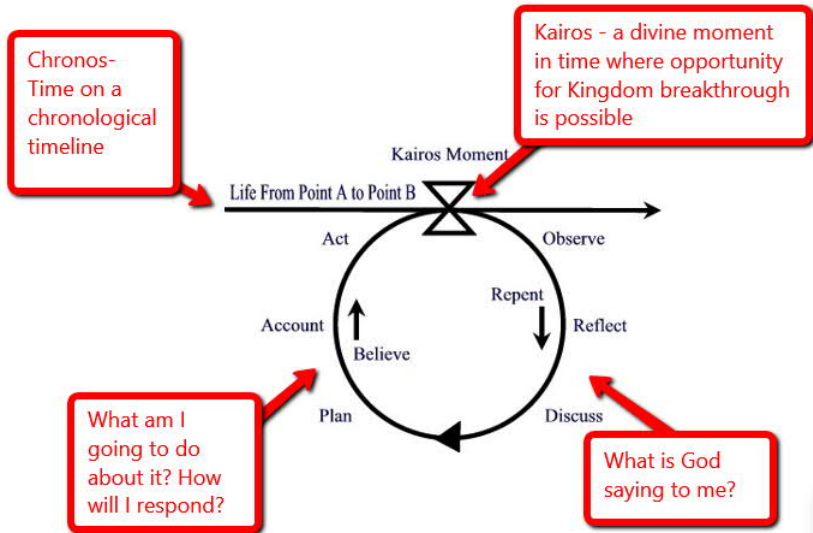 Chronos-
Time on a
chronological
timeline
Kairos - a divine moment
in time where opportunity
for Kingdom breakthrough
is possible
Kairos Moment
Life From Point A to Point B
Act
Observe
Repent
Account
Reflect
Believe
Plan
Discuss
What am I
going to do
about it? How
will I respond?
What is God
saying to me?